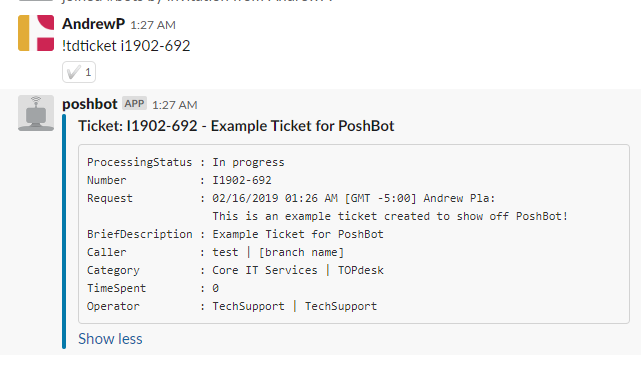 AndrewP 1:27 AM
!tdticket i1902-692
1
poshbot APP 1:27 AM
Ticket: I1902-692 - Example Ticket for PoshBot
ProcessingStatus : In progress
Number : I1902-692
Request : 02/16/2019 01:26 AM [GMT -5:00] Andrew Pla:
This is an example ticket created to show off PoshBot!
BriefDescription : Example Ticket for PoshBot
Caller : test | [branch name]
Category : Core IT Services | TOPdesk
TimeSpent : 0
Operator : TechSupport | TechSupport
Show less